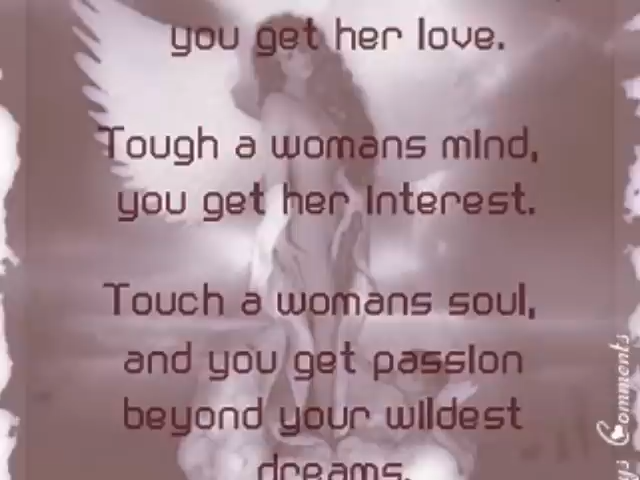 you get her love.
Tough a womans mind,
you get her Interest.
Touch a womans soul,
and you get passion
beyond your wildest
dreams.
ys Comments